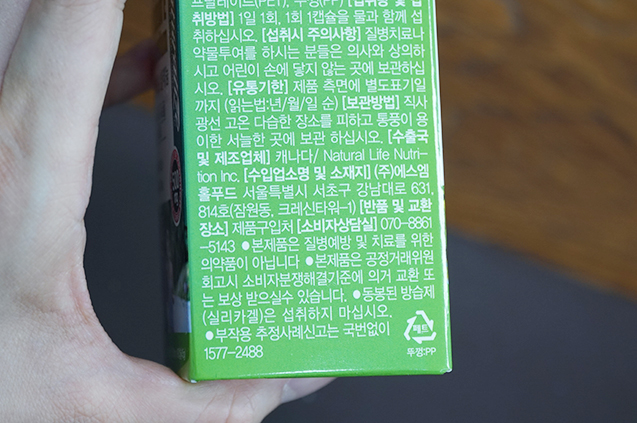 프탈레이트(PET), 뚜껑(PP) [섭취량 및 섭
취방법] 1일 1회, 1회 1캡슐을 물과 함께 섭
취하십시오. [섭취시 주의사항] 질병치료나
약물투여를 하시는 분들은 의사와 상의하
시고 어린이 손에 닿지 않는 곳에 보관하십
시오. [유통기한] 제품 측면에 별도표기일
까지 (읽는법:년/월/일 순) [보관방법] 직사
광선 고온 다습한 장소를 피하고 통풍이 용
이한 서늘한 곳에 보관 하십시오. [수출국
및 제조업체] 캐나다/ Natural Life Nutri-
tion Inc. [수입업소명 및 소재지] (주)에스엠
홀푸드 서울특별시 서초구 강남대로 631,
814호(잠원동, 크레신타워-1) [반품 및 교환
장소] 제품구입처 [소비자상담실] 070-8861
-5143 ●본제품은 질병예방 및 치료를 위한
의약품이 아닙니다 ●본제품은 공정거래위원
회고시 소비자분쟁해결기준에 의거 교환 또
는 보상 받으실수 있습니다. ●동봉된 방습제
(실리카겔)은 섭취하지 마십시오.
●부작용 추정사례신고는 국번없이
1577-2488
페트
뚜껑:PP